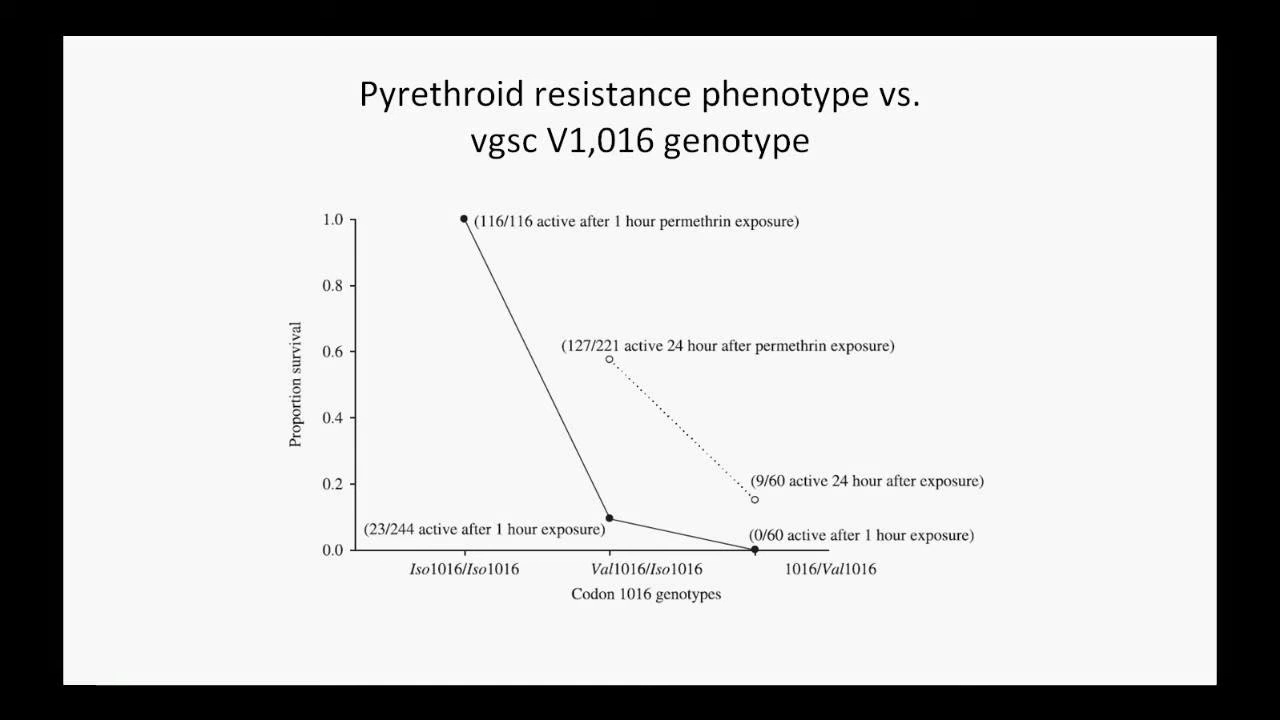 Pyrethroid resistance phenotype vs.
vgsc V1,016 genotype
1.0
(116/116 active after 1 hour permethrin exposure)
0.8
(127/221 active 24 hour after permethrin exposure)
0.6
Proportion survival
0.4
0.2
(9/60 active 24 hour after exposure)
(23/244 active after 1 hour exposure)
(0/60 active after 1 hour exposure)
0.0
Iso1016/Iso1016
Val1016/Iso1016
1016/Val1016
Codon 1016 genotypes